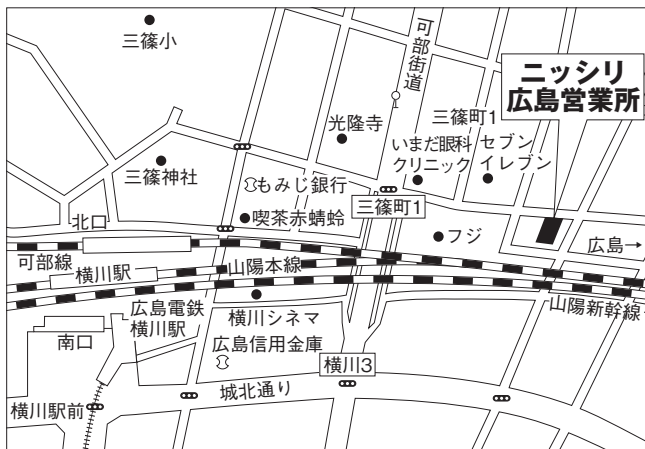 三篠小
可部街道
ニッシリ
広島営業所
三篠町1
光隆寺
いまだ眼科
クリニック
セブン
イレブン
三篠神社
もみじ銀行
三篠町1
喫茶赤蜻蛉
北口
フジ
広島→
可部線
横川駅
山陽本線
山陽新幹線
広島電鉄
横川駅
横川シネマ
南口
広島信用金庫
横川3
城北通り
横川駅前